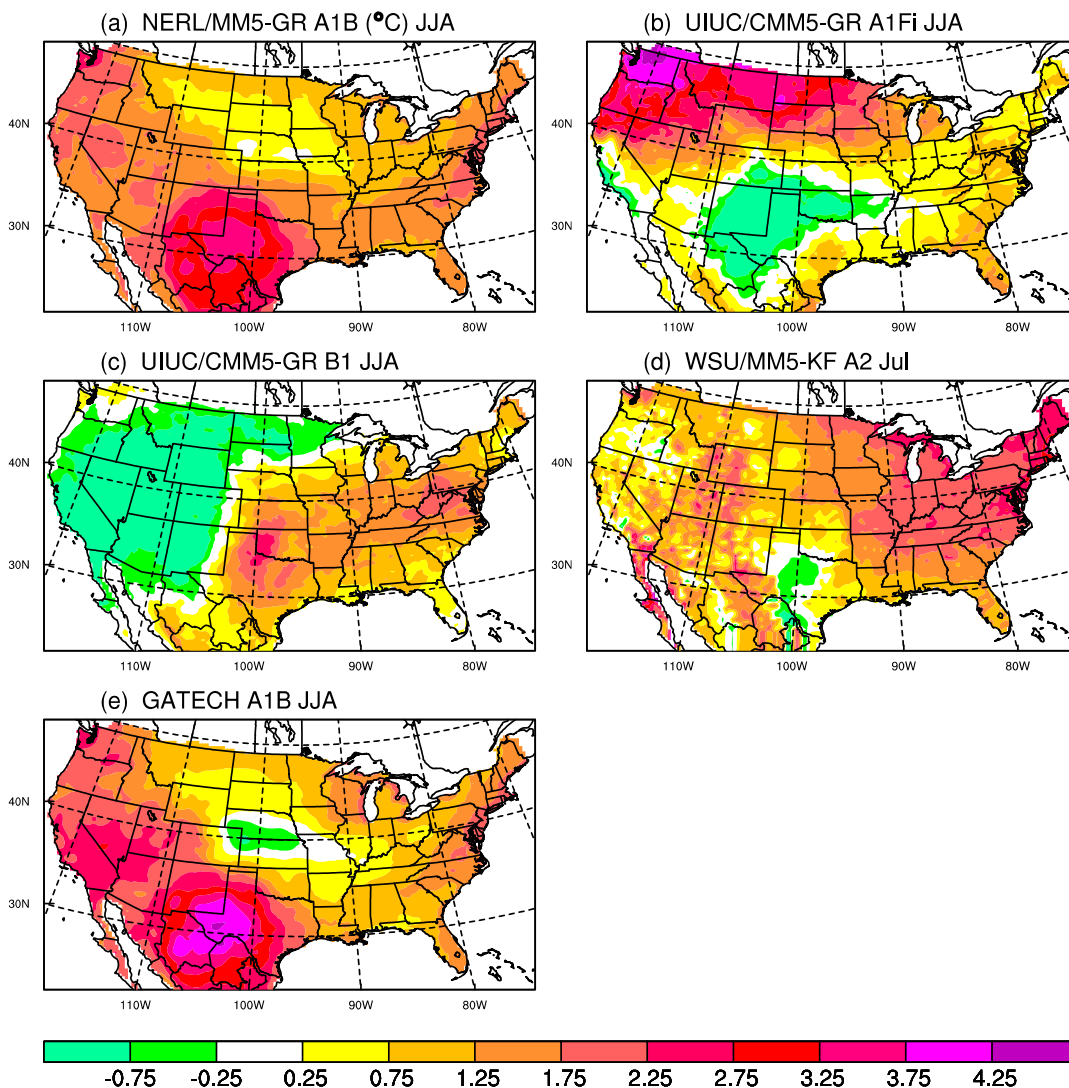 (a) NERL/MM5-GR A1B (°C) JJA
(b) UIUC/CMM5-GR A1Fi JJA
40N
30N
110W 100W 90W 80W
40N
30N
110W 100W 90W 80W
(c) UIUC/CMM5-GR B1 JJA
(d) WSU/MM5-KF A2 Jul
40N
30N
110W 100W 90W 80W
40N
30N
110W 100W 90W 80W
(e) GATECH A1B JJA
40N
30N
110W 100W 90W 80W
-0.75 -0.25 0.25 0.75 1.25 1.75 2.25 2.75 3.25 3.75 4.25